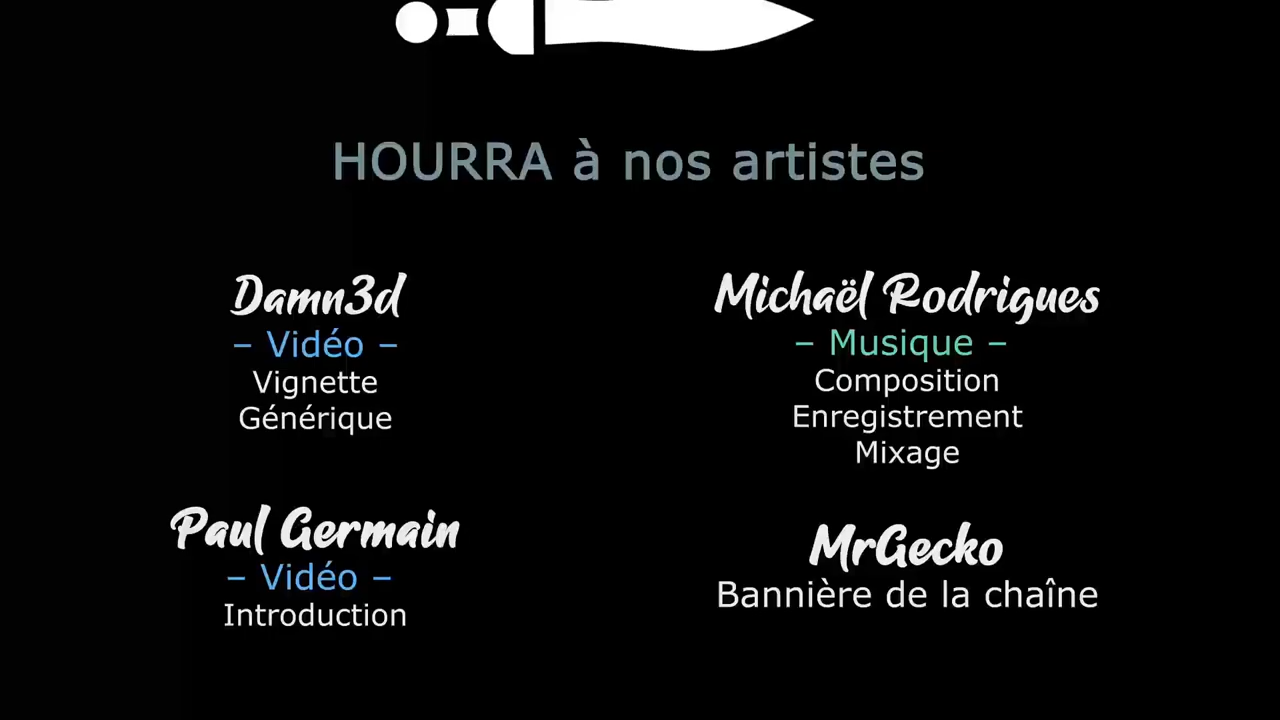 HOURRA à nos artistes
Damn3d
– Vidéo –
Vignette
Générique
Michaël Rodrigues
– Musique –
Composition
Enregistrement
Mixage
Paul Germain
– Vidéo –
Introduction
MrGecko
Bannière de la chaîne